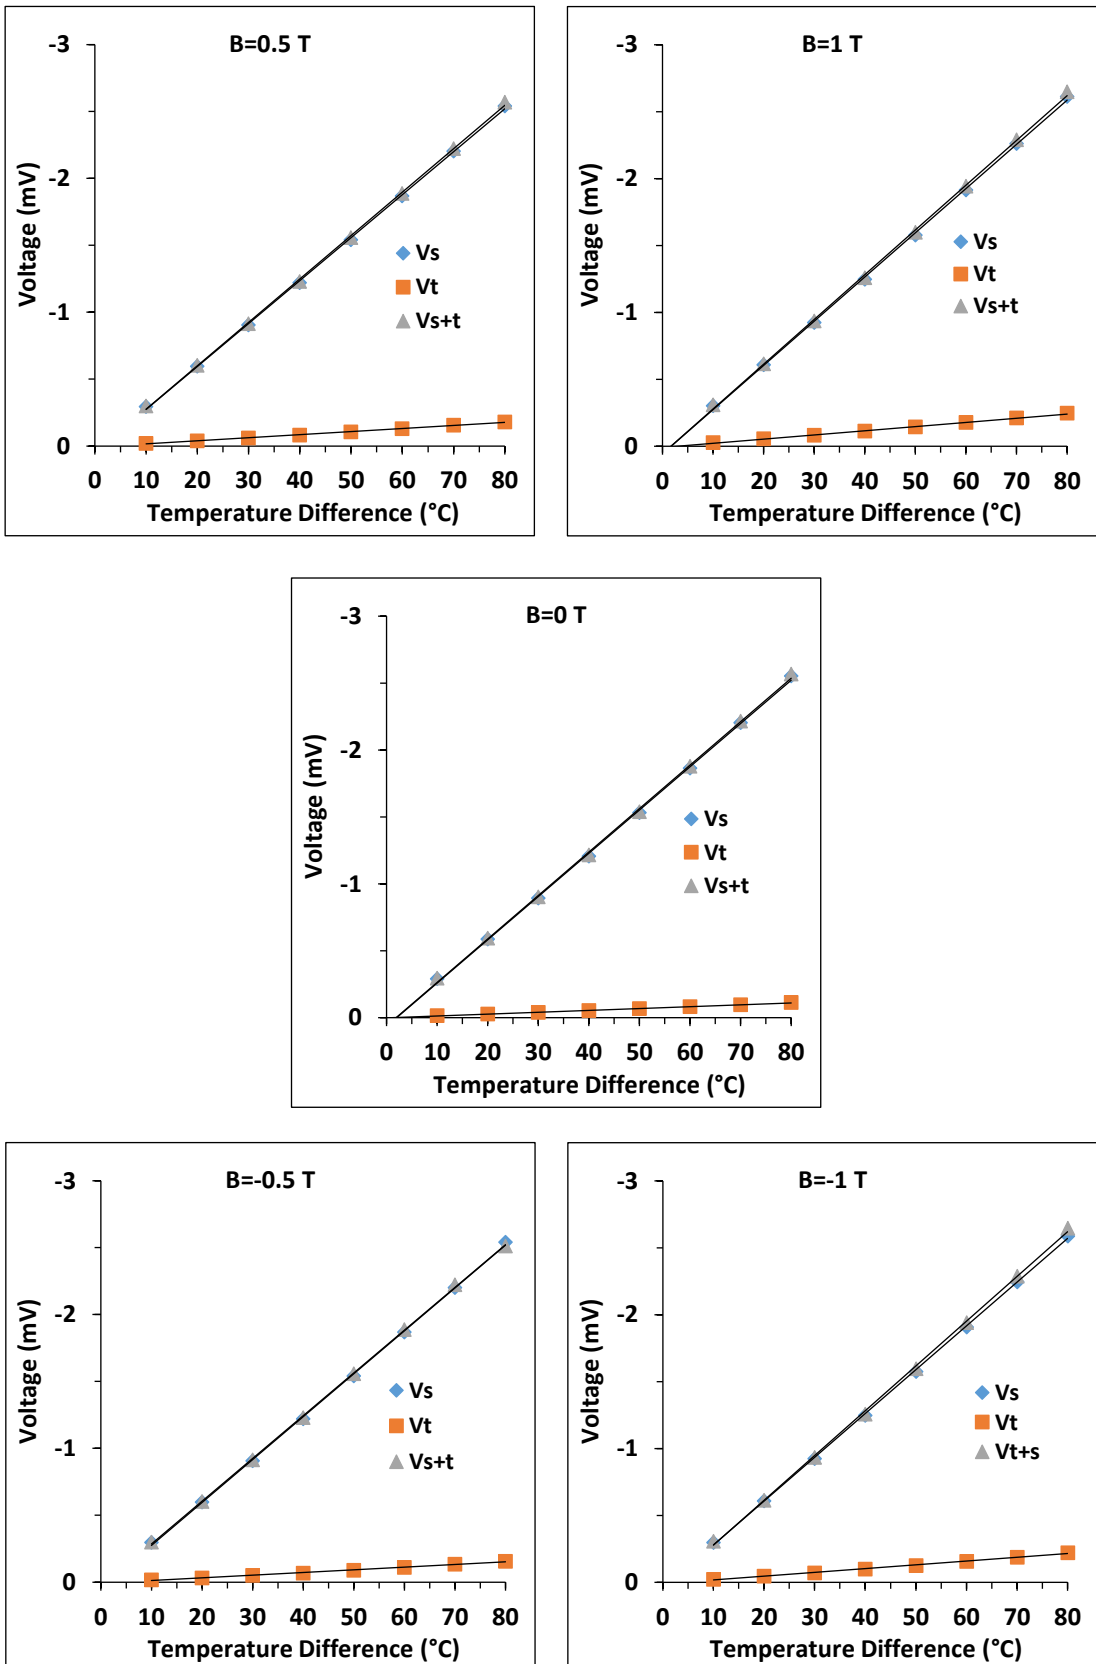 B=0.5 T
-3
-2
-1
0
Voltage (mV)
Vs
Vt
Vs+t
0 10 20 30 40 50 60 70 80
Temperature Difference (°C)
B=1 T
-3
-2
-1
0
Voltage (mV)
Vs
Vt
Vs+t
0 10 20 30 40 50 60 70 80
Temperature Difference (°C)
B=0 T
-3
-2
-1
0
Voltage (mV)
Vs
Vt
Vs+t
0 10 20 30 40 50 60 70 80
Temperature Difference (°C)
B=-0.5 T
-3
-2
-1
0
Voltage (mV)
Vs
Vt
Vs+t
0 10 20 30 40 50 60 70 80
Temperature Difference (°C)
B=-1 T
-3
-2
-1
0
Voltage (mV)
Vs
Vt
Vt+s
0 10 20 30 40 50 60 70 80
Temperature Difference (°C)